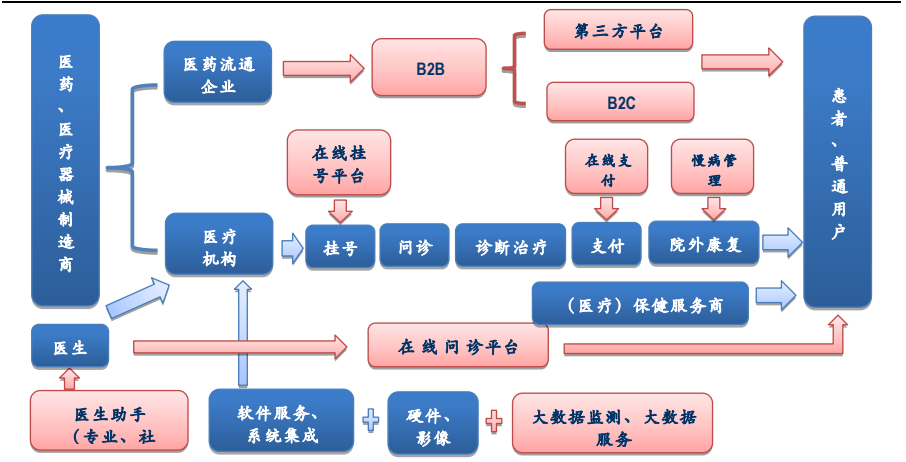 医
药
、
医
疗
器
械
制
造
商
医药流通
企业
B2B
第三方平台
B2C
患
者
、
普
通
用
户
在线挂
号平台
在线支
付
慢病管
理
医疗
机构
挂号
问诊
诊断治疗
支付
院外康复
（医疗）保健服务商
医生
在线问诊平台
医生助手
（专业、社
软件服务、
系统集成
硬件、
影像
大数据监测、大数据
服务